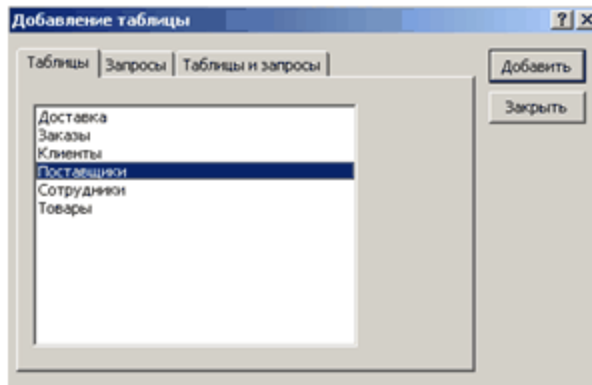 Добавление таблицы
Таблицы Запросы Таблицы и запросы
Добавить
Закрыть
Доставка
Заказы
Клиенты
Поставщики
Сотрудники
Товары